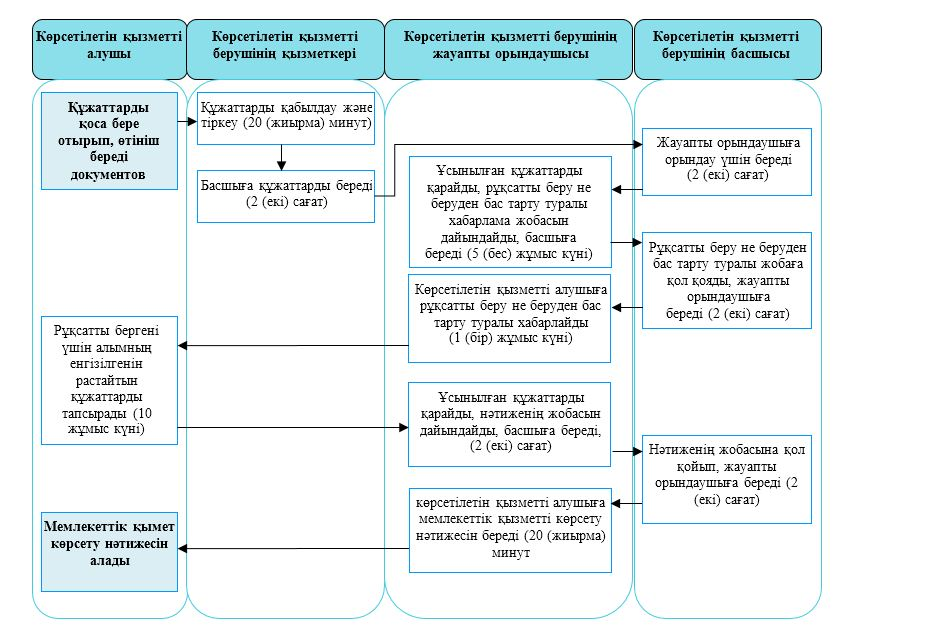 Көрсетілетін қызметті
алушы
Көрсетілетін қызметті
берушінің қызметкері
Көрсетілетін қызметті берушінің
жауапты орындаушысы
Көрсетілетін қызметті
берушінің басшысы
Құжаттарды
қоса бере
отырып, өтініш
береді
документов
Құжаттарды қабылдау және
тіркеу (20 (жиырма) минут)
Басшыға құжаттарды береді
(2 (екі) сағат)
Жауапты орындаушыға
орындау үшін береді
(2 (екі) сағат)
Ұсынылған құжаттарды
қарайды, рұқсатты беру не
беруден бас тарту туралы
хабарлама жобасын
дайындайды, басшыға
береді (5 (бес) жұмыс күні)
Рұқсатты беру не беруден
бас тарту туралы жобаға
қол қояды, жауапты
орындаушыға
береді (2 (екі) сағат)
Көрсетілетін қызметті алушыға
рұқсатты беру не беруден бас
тарту туралы хабарлайды
(1 (бір) жұмыс күні)
Рұқсатты бергені
үшін алымның
енгізілгенін
растайтын
құжаттарды
тапсырады (10
жұмыс күні)
Ұсынылған құжаттарды
қарайды, нәтиженің жобасын
дайындайды, басшыға береді,
(2 (екі) сағат)
Нәтиженің жобасына қол
қойып, жауапты
орындаушыға береді (2
(екі) сағат)
көрсетілетін қызметті алушыға
мемлекеттік қызметті көрсету
нәтижесін береді (20 (жиырма)
минут
Мемлекеттік қымет
көрсету нәтижесін
алады